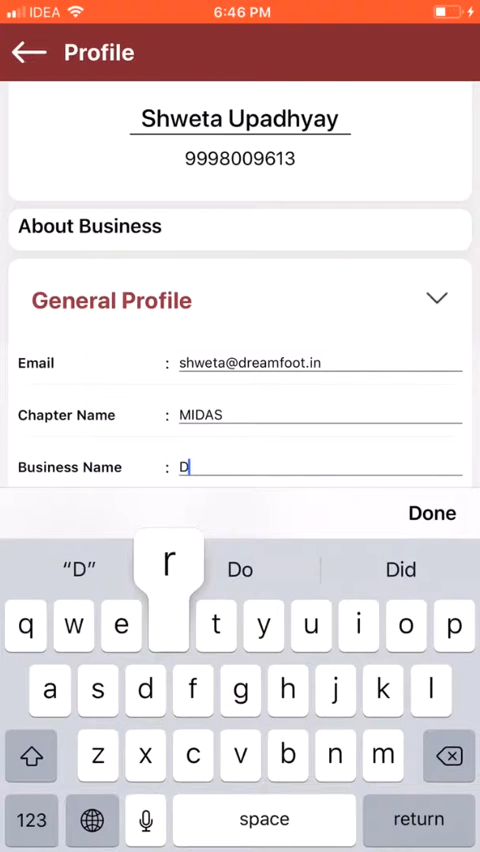 IDEA 6:46 PM
Profile
Shweta Upadhyay
9998009613
About Business
General Profile
Email : shweta@dreamfoot.in
Chapter Name : MIDAS
Business Name : D
Done
“D” Do Did
r
q w e t y u i o p
a s d f g h j k l
z x c v b n m
123 space return